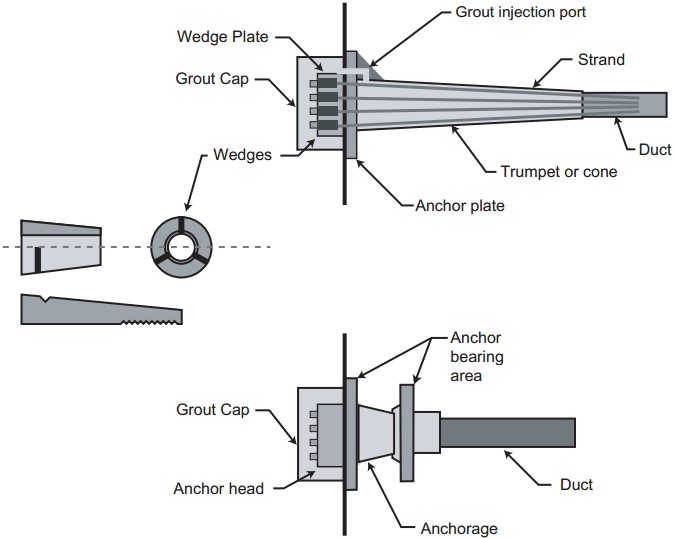 Grout injection port
Wedge Plate
Strand
Grout Cap
Duct
Wedges
Trumpet or cone
Anchor plate
Anchor
bearing
area
Grout Cap
Anchor head
Duct
Anchorage